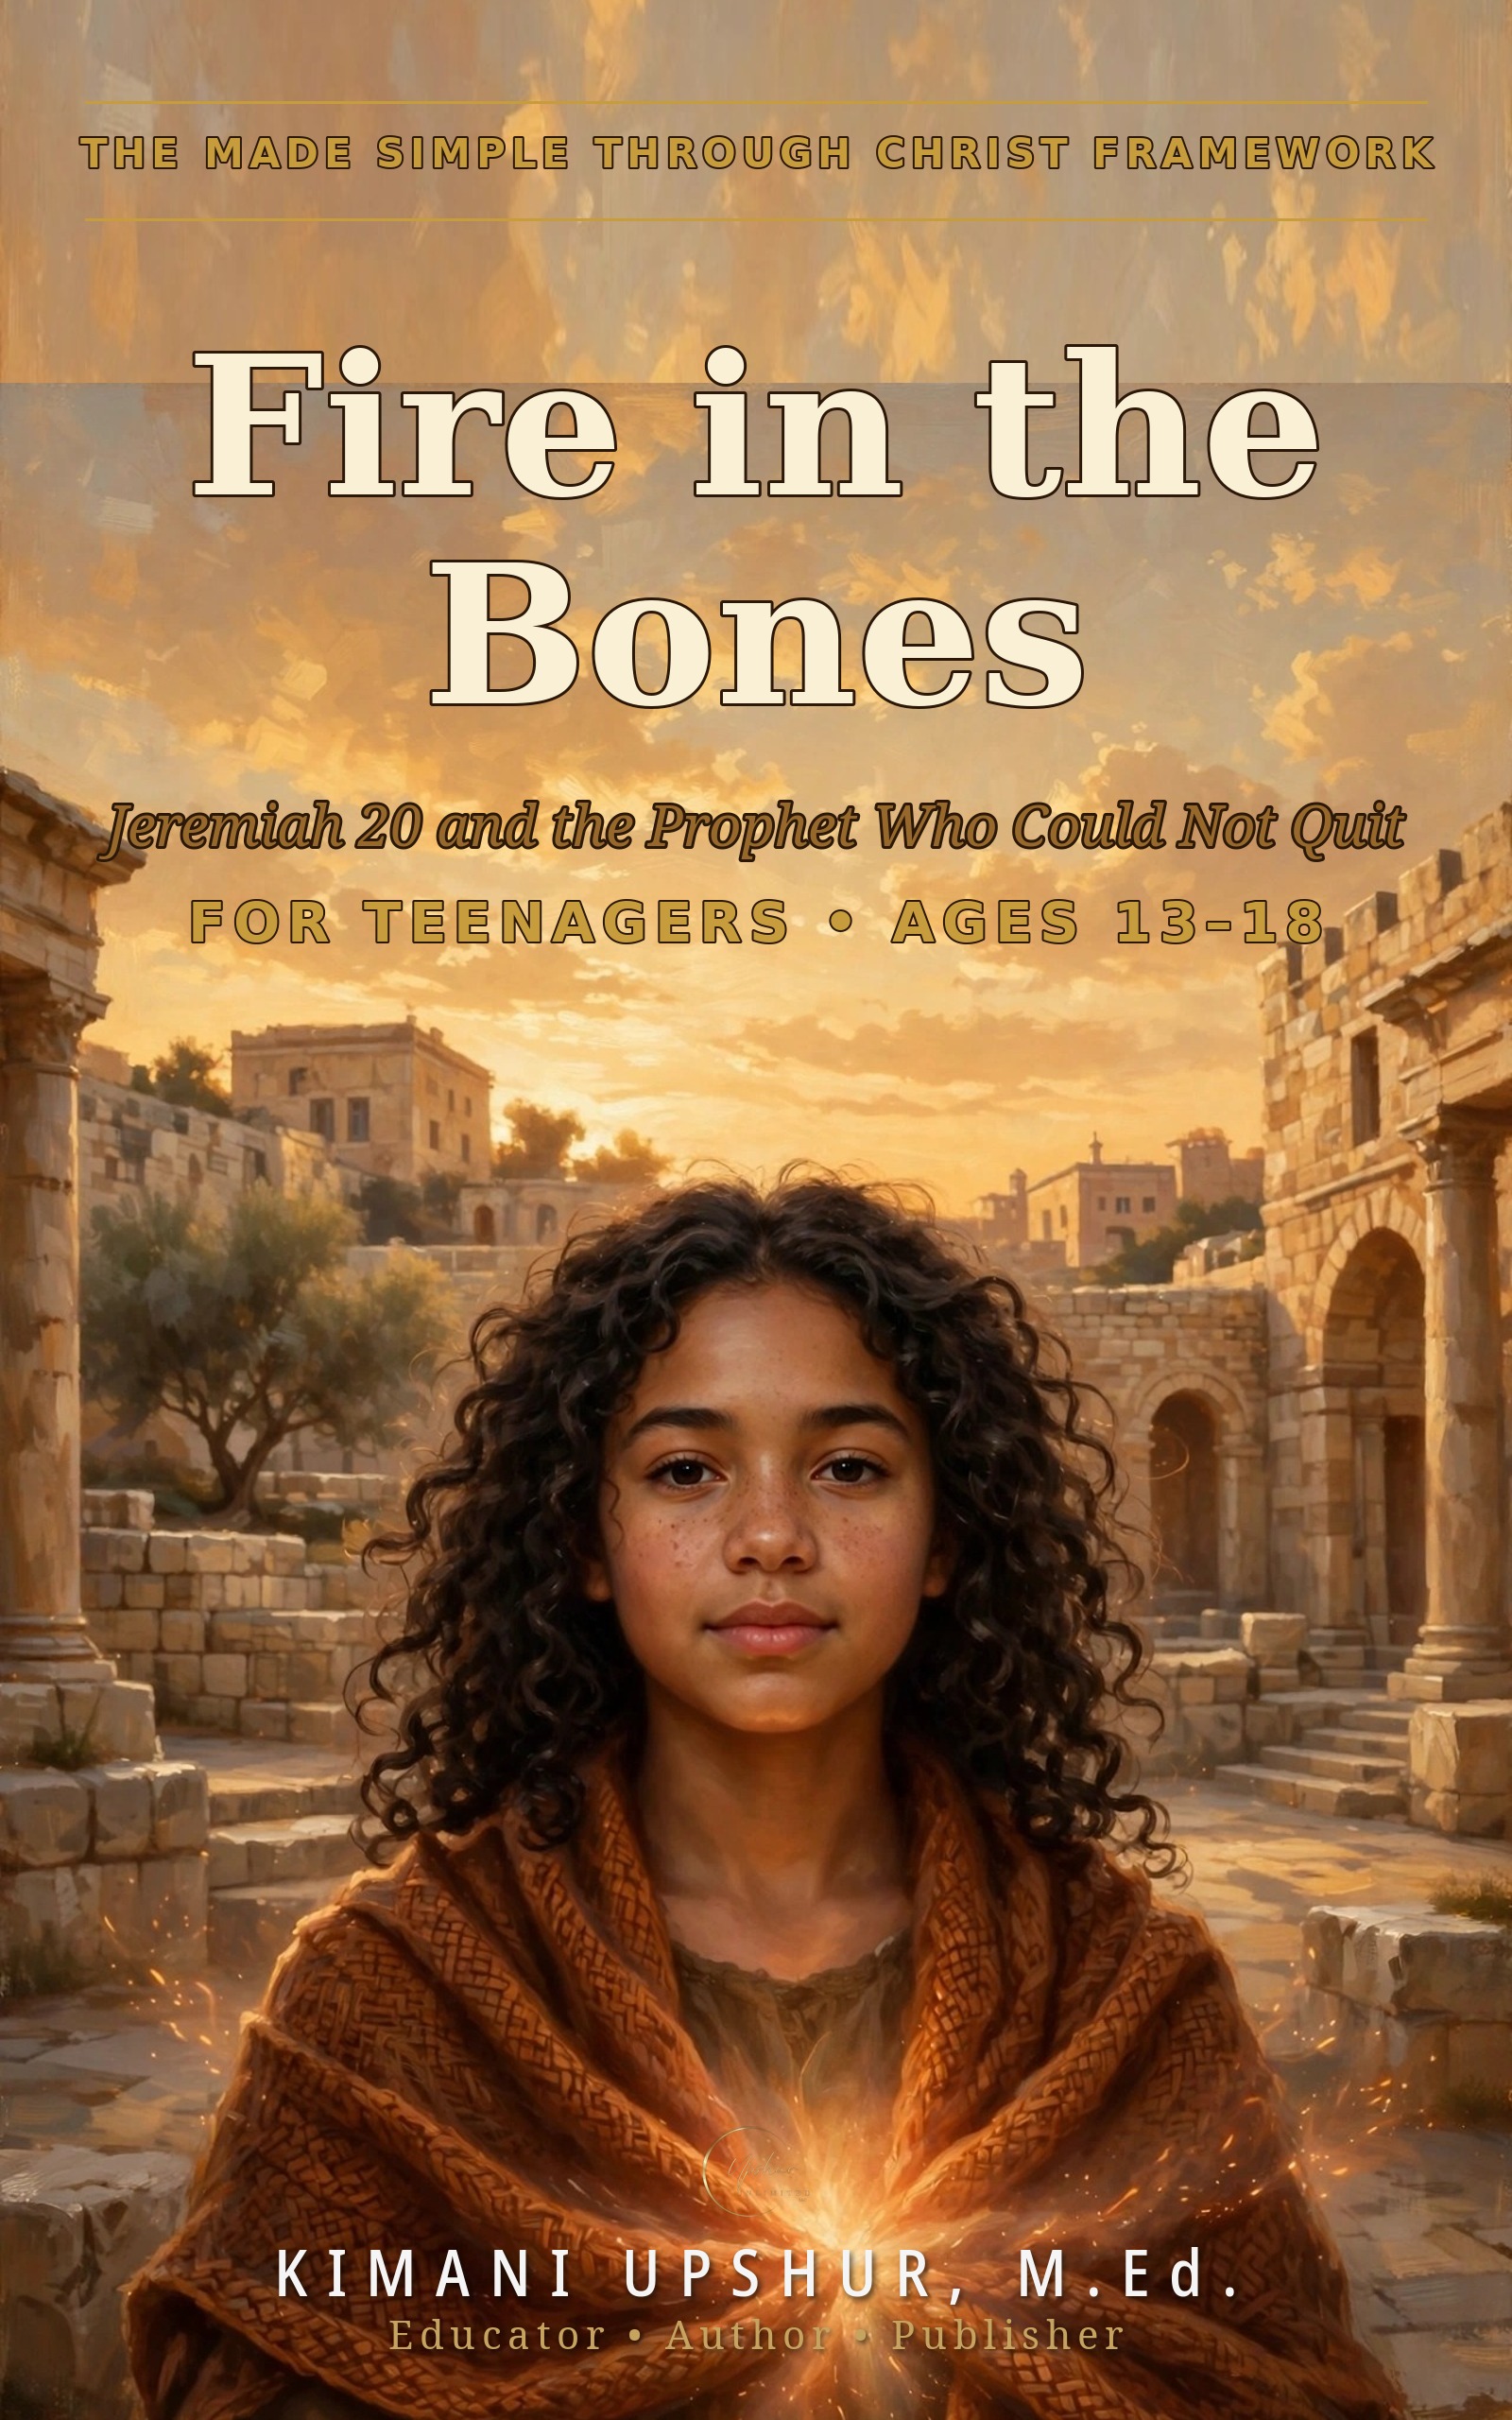 THE MADE SIMPLE THROUGH CHRIST FRAMEWORK
Fire in the
Bones
Jeremiah 20 and the Prophet Who Could Not Quit
FOR TEENAGERS • AGES 13–18
KIMANI UPSHUR, M.Ed.
Educator • Author • Publisher